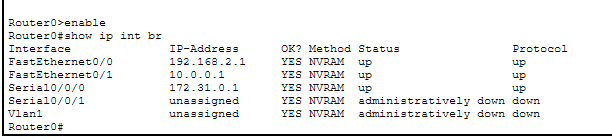 Router0>enable
Router0#show ip int br
Interface IP-Address OK? Method Status Protocol
FastEthernet0/0 192.168.2.1 YES NVRAM up up
FastEthernet0/1 10.0.0.1 YES NVRAM up up
Serial0/0/0 172.31.0.1 YES NVRAM up up
Serial0/0/1 unassigned YES NVRAM administratively down down
Vlan1 unassigned YES NVRAM administratively down down
Router0#